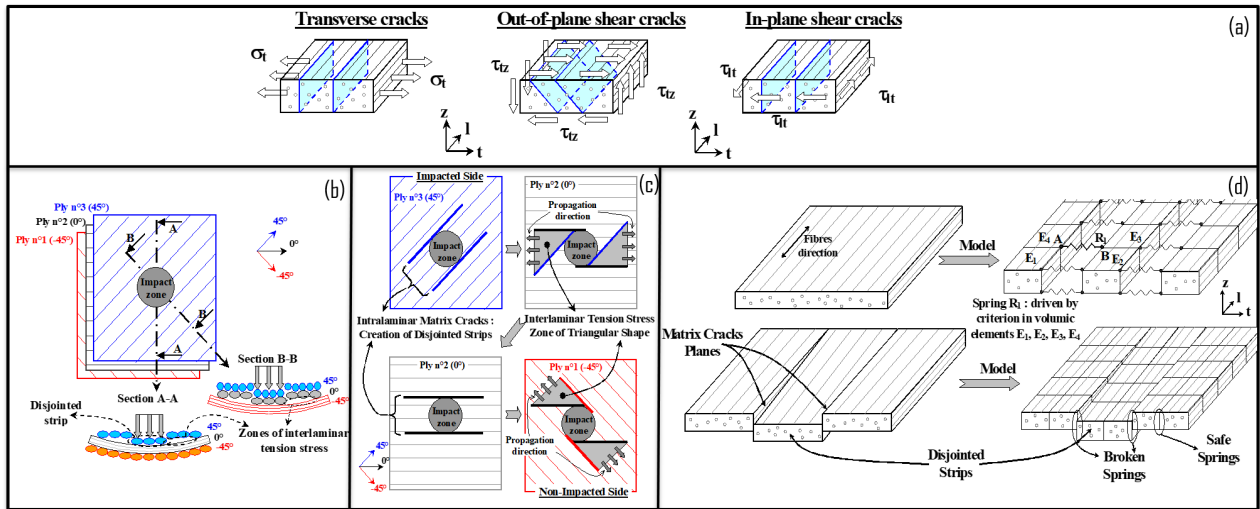 Transverse cracks
Out-of-plane shear cracks
In-plane shear cracks
(a)
σt
σt
z
l
t
τtz
τtz
τtz
z
l
t
τlt
τlt
τlt
z
l
t
(b)
Ply n°3 (45°)
Ply n°2 (0°)
Ply n°1 (-45°)
A
B
Impact
zone
B
A
45°
0°
-45°
Section B-B
45°
0°
-45°
Section A-A
Disjointed
strip
45°
0°
-45°
Zones of interlaminar
tension stress
(c)
Impacted Side
Ply n°3 (45°)
Impact
zone
Ply n°2 (0°)
Propagation
direction
Impact
zone
Intralaminar Matrix Cracks :
Creation of Disjointed Strips
Interlaminar Tension Stress
Zone of Triangular Shape
Ply n°2 (0°)
Impact
zone
Ply n°1 (-45°)
Impact
zone
Propagation
direction
45°
0°
-45°
Non-Impacted Side
(d)
Fibres
direction
Model
E4
A
R1
E3
E1
B
E2
Spring R1 : driven by
criterion in volumic
elements E1, E2, E3, E4
z
l
t
Matrix Cracks
Planes
Model
Disjointed
Strips
Broken
Springs
Safe
Springs